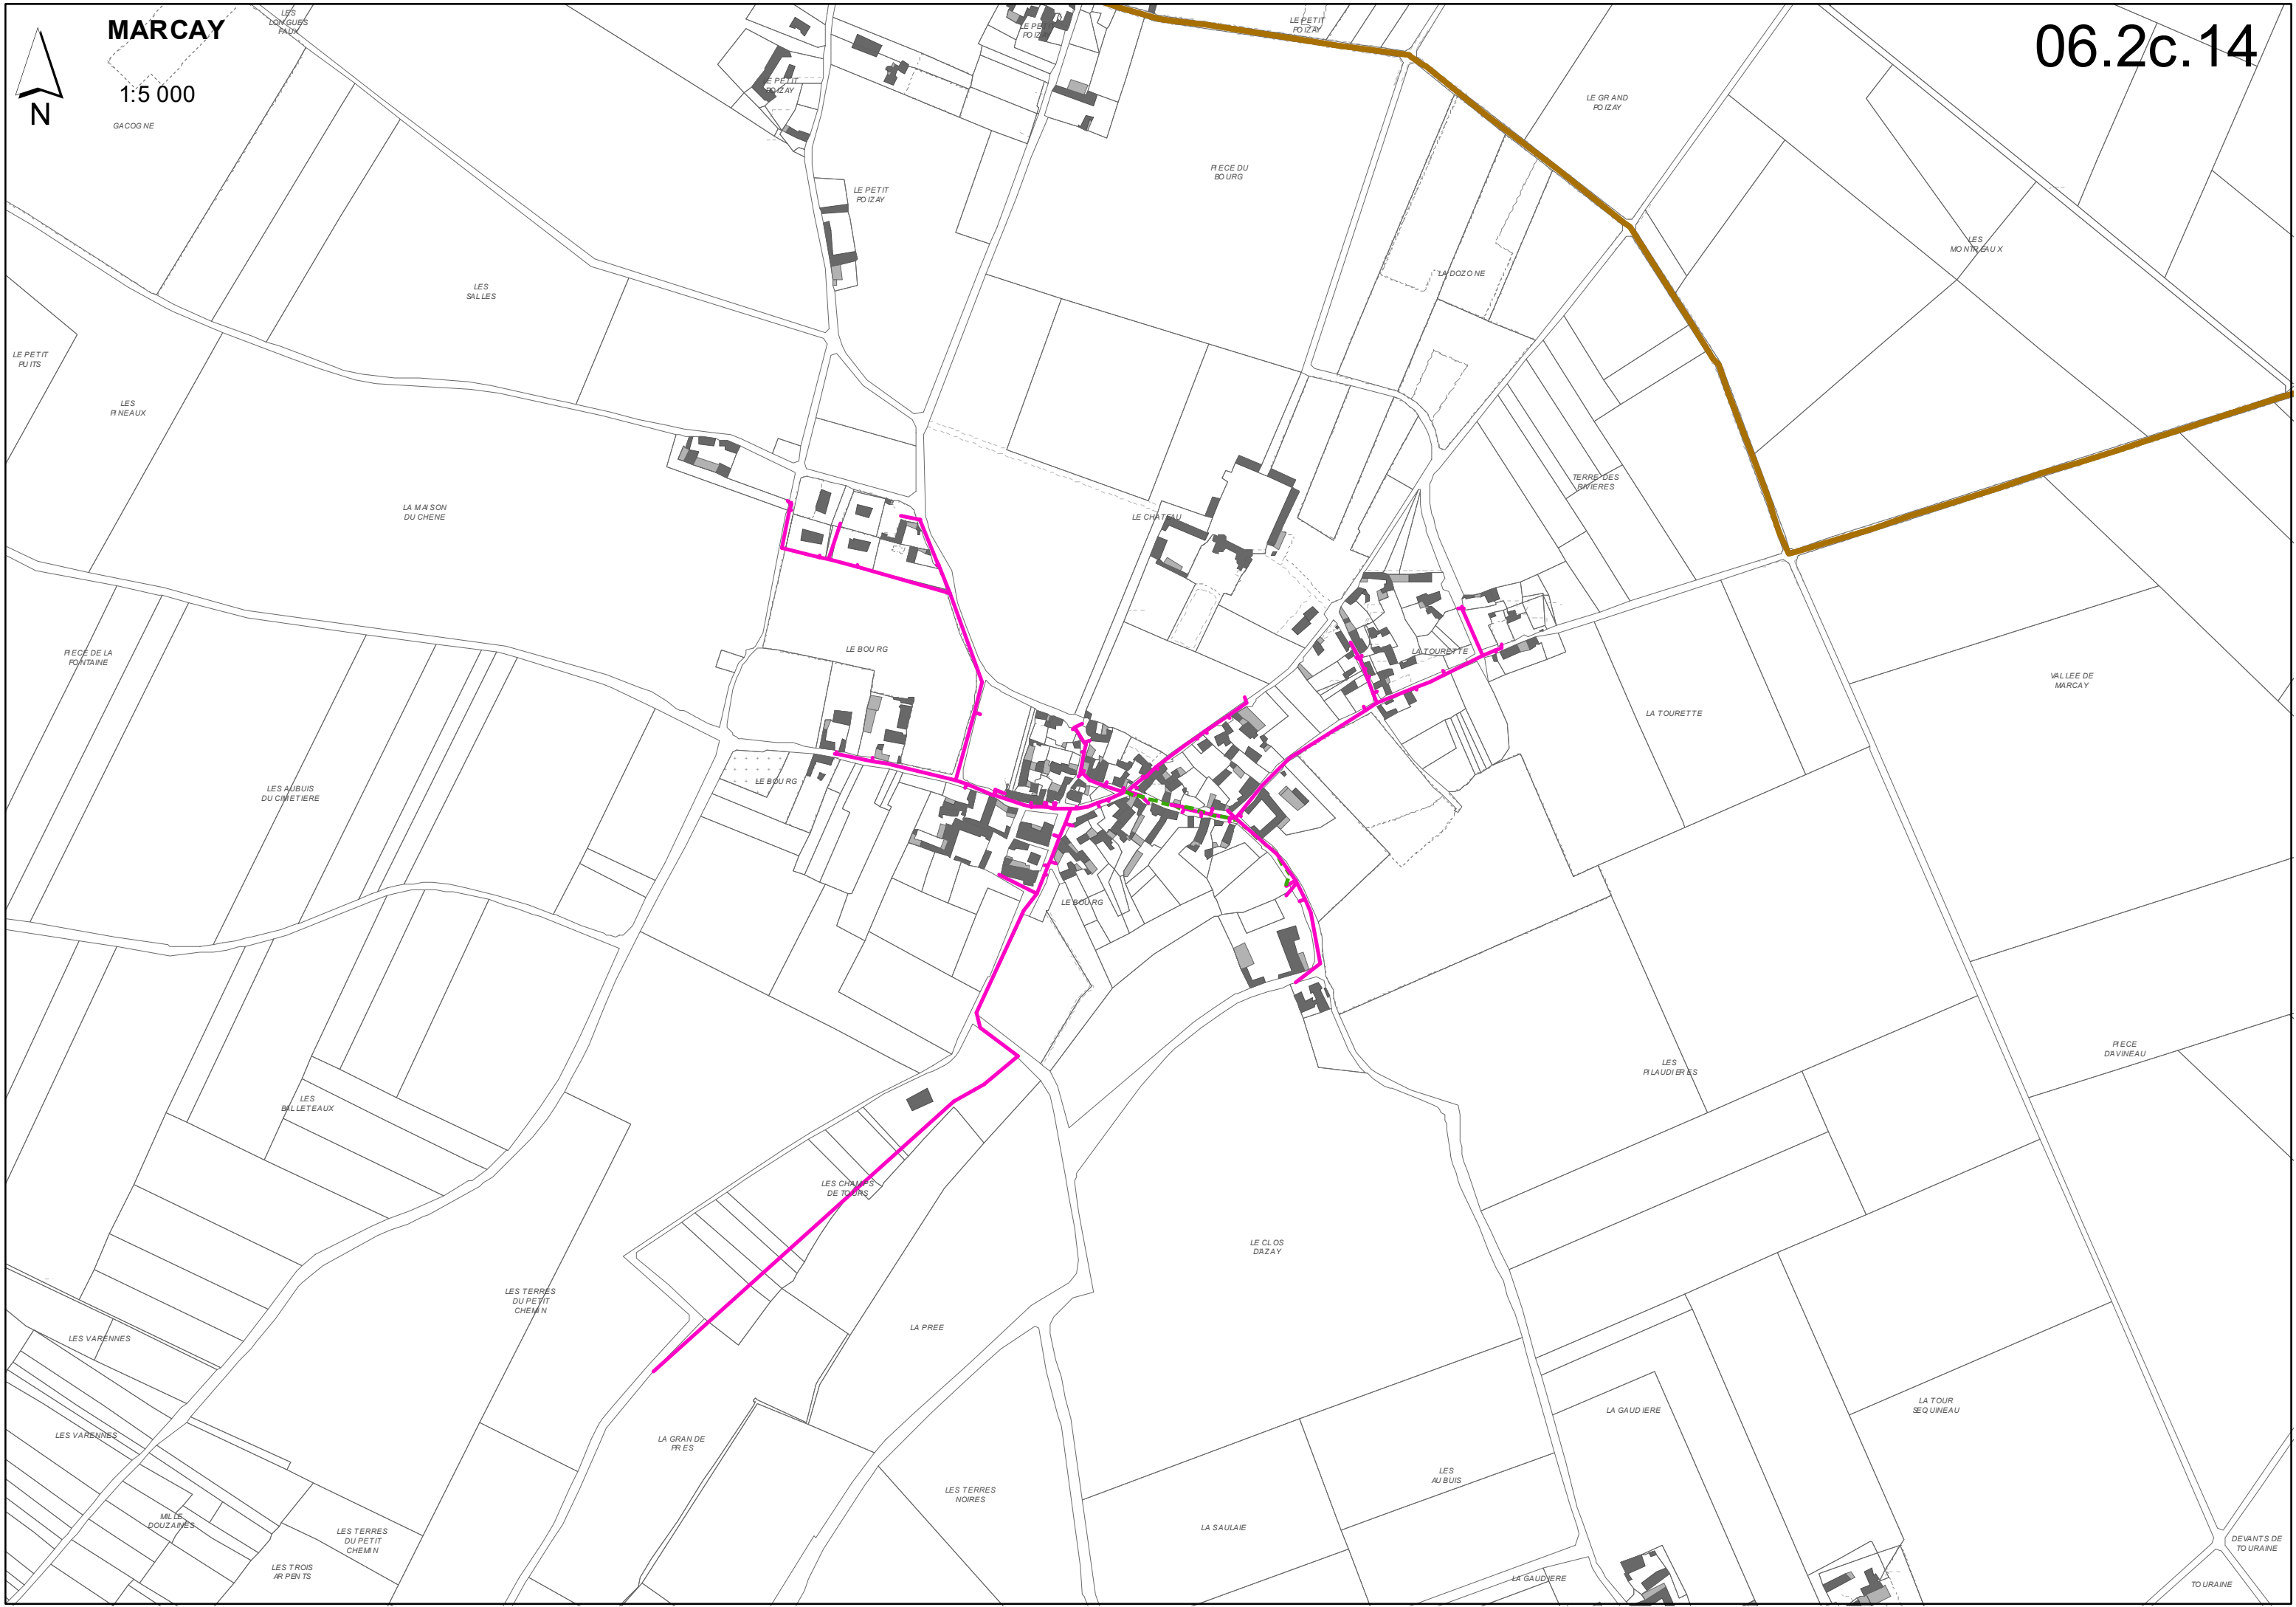 MARCAY
1:5 000
N
06.2c.14
LES
LONGUES
FAUX
GACOGNE
LE PETIT
POIZAY
LE PETIT
POIZAY
LE PETIT
POIZAY
LE GRAND
POIZAY
PIECE DU
BOURG
LE PETIT
POIZAY
LES
MONTREAUX
LA DOZONE
LES
SALLES
LE PETIT
PUITS
LES
PINEAUX
TERRE DES
RIVIERES
LA MAISON
DU CHENE
LE CHATEAU
PIECE DE LA
FONTAINE
LE BOURG
LA TOURETTE
VALLEE DE
MARCAY
LA TOURETTE
LE BOURG
LES AUBUIS
DU CIMETIERE
LE BOURG
PIECE
D'AVINEAU
LES
PILAUDIERES
LES
BALLETEAUX
LES CHAMPS
DE TOURS
LE CLOS
D'AZAY
LES TERRES
DU PETIT
CHEMIN
LA PREE
LES VARENNES
LA TOUR
SEQUINEAU
LA GAUDIERE
LES VARENNES
LA GRANDE
PRES
LES
AUBUIS
LES TERRES
NOIRES
MILLE
DOUZAINES
LA SAULAIE
LES TERRES
DU PETIT
CHEMIN
DEVANTS DE
TOURAINE
LES TROIS
ARPENTS
LA GAUDIERE
TOURAINE